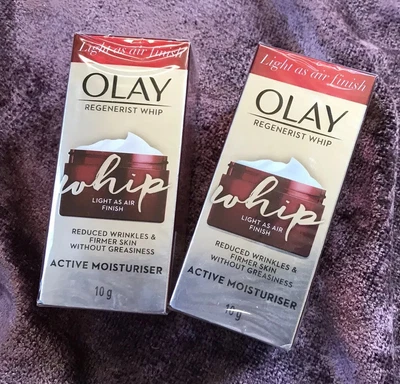 Light as air finish
OLAY
REGENERIST WHIP
whip
LIGHT AS AIR
FINISH
REDUCED WRINKLES &
FIRMER SKIN
WITHOUT GREASINESS
ACTIVE MOISTURISER
10 g
Light as air finish
OLAY
REGENERIST WHIP
whip
LIGHT AS AIR
FINISH
REDUCED WRINKLES &
FIRMER SKIN
WITHOUT GREASINESS
ACTIVE MOISTURISER
10 g